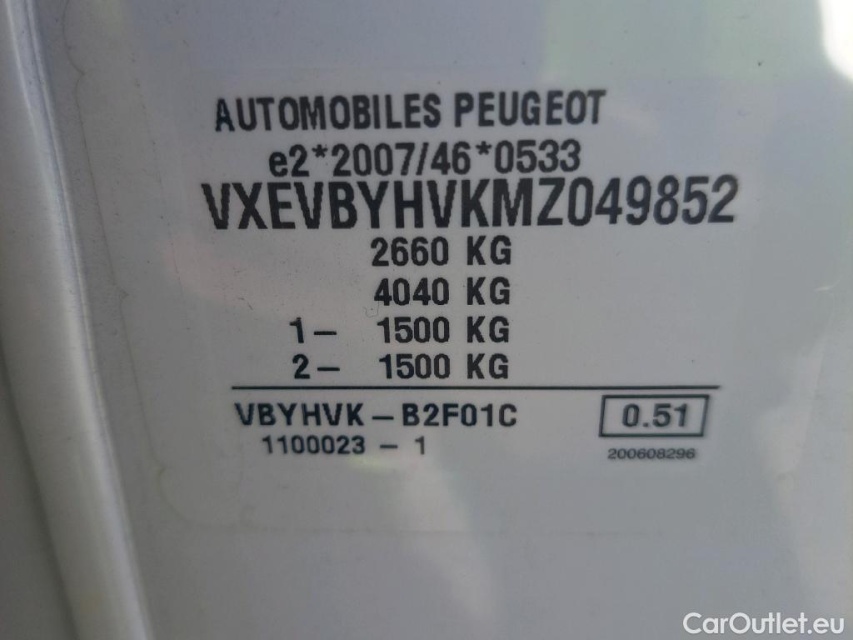 AUTOMOBILES PEUGEOT
e2*2007/46*0533
VXEVBYHVKMZ049852
2660 KG
4040 KG
1- 1500 KG
2- 1500 KG
VBYHVK-B2F01C 0.51
1100023 - 1 200608296
CarOutlet.eu